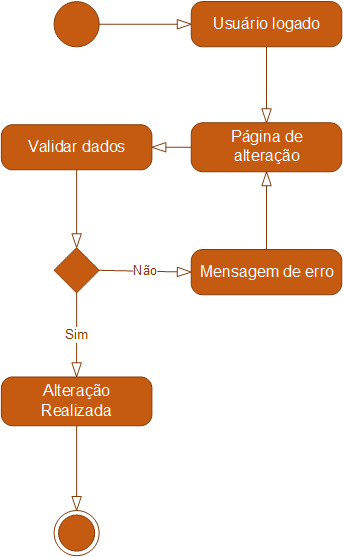 Usuário logado
Página de
alteração
Validar dados
Não
Mensagem de erro
Sim
Alteração
Realizada